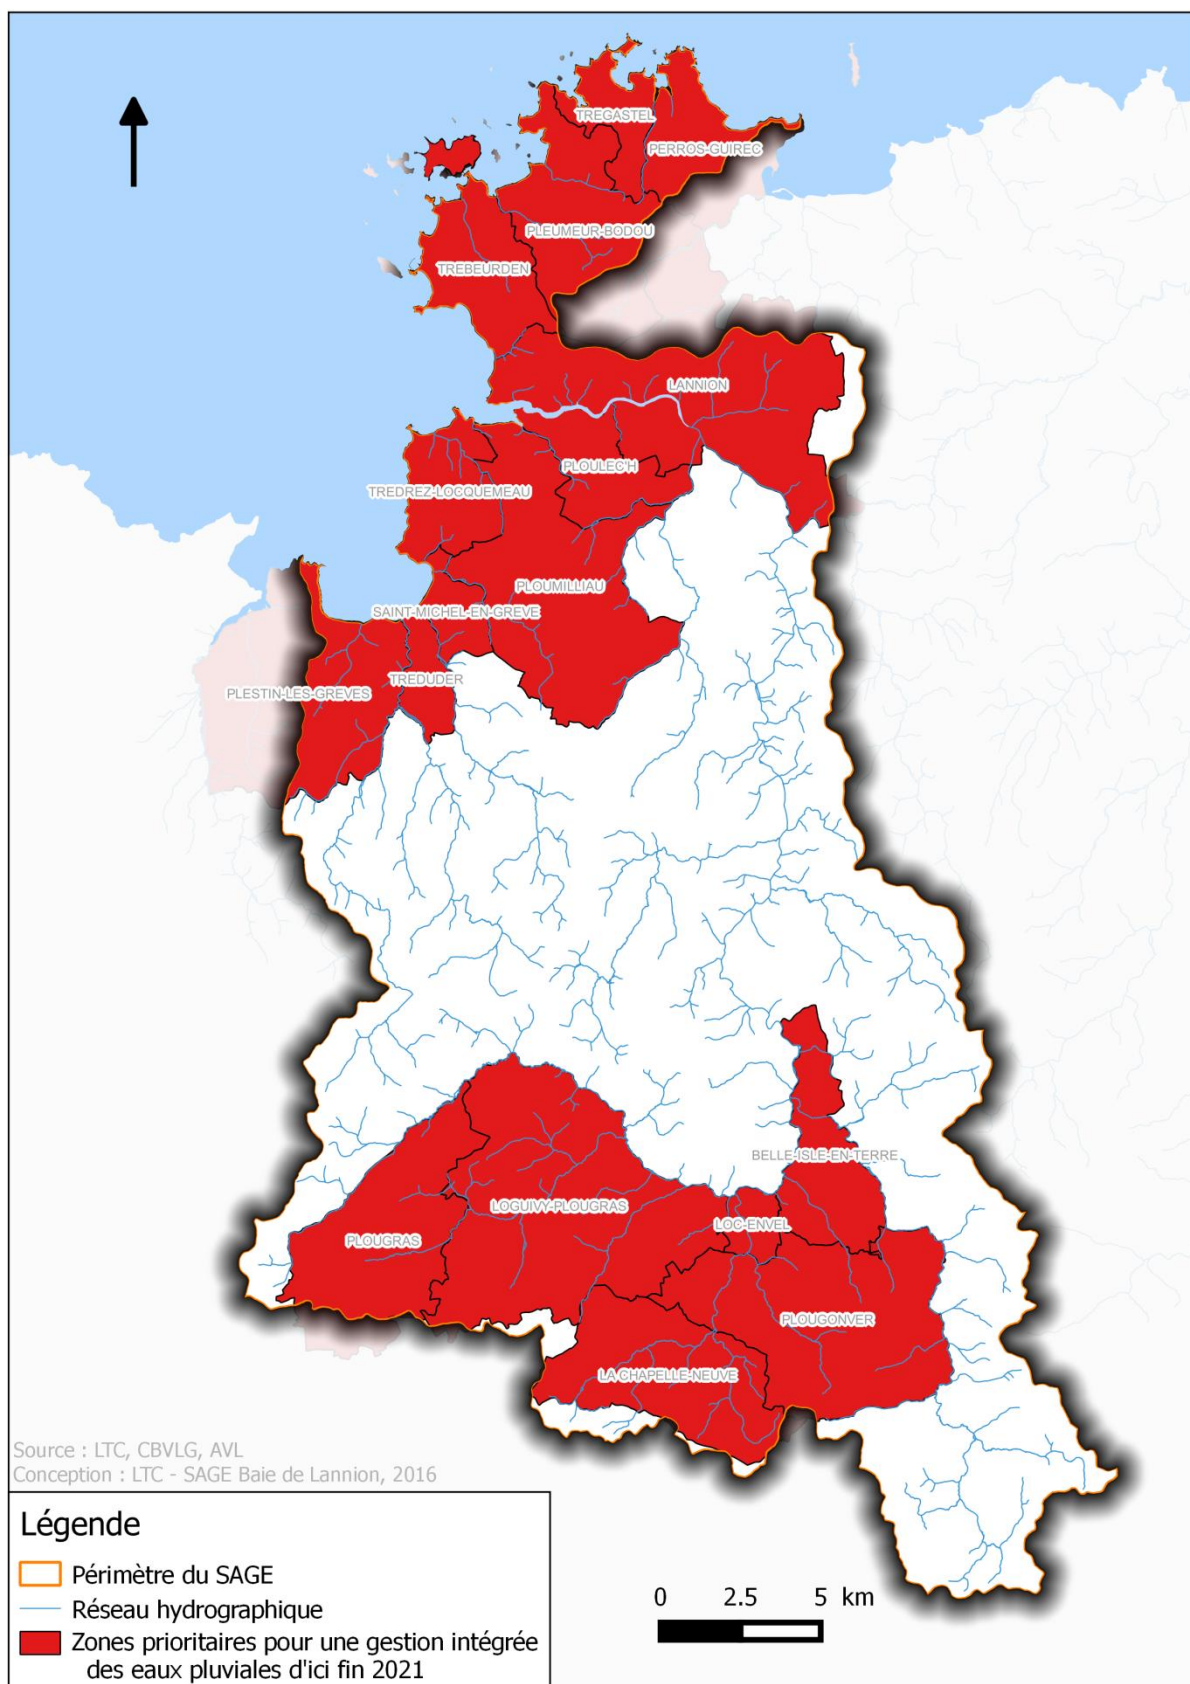 TREGASTEL
PERROS-GUIREC
PLEUMEUR-BODOU
TREBEURDEN
LANNION
PLOULEC'H
TREDREZ-LOCQUEMEAU
PLOUMILLIAU
SAINT-MICHEL-EN-GREVE
TREDUDER
PLESTIN-LES-GREVES
BELLE-ISLE-EN-TERRE
LOGUIVY-PLOUGRAS
LOC-ENVEL
PLOUGRAS
PLOUGONVER
LA CHAPELLE-NEUVE
Source : LTC, CBVLG, AVL
Conception : LTC - SAGE Baie de Lannion, 2016
Légende
Périmètre du SAGE
Réseau hydrographique
Zones prioritaires pour une gestion intégrée
des eaux pluviales d'ici fin 2021
0 2.5 5 km